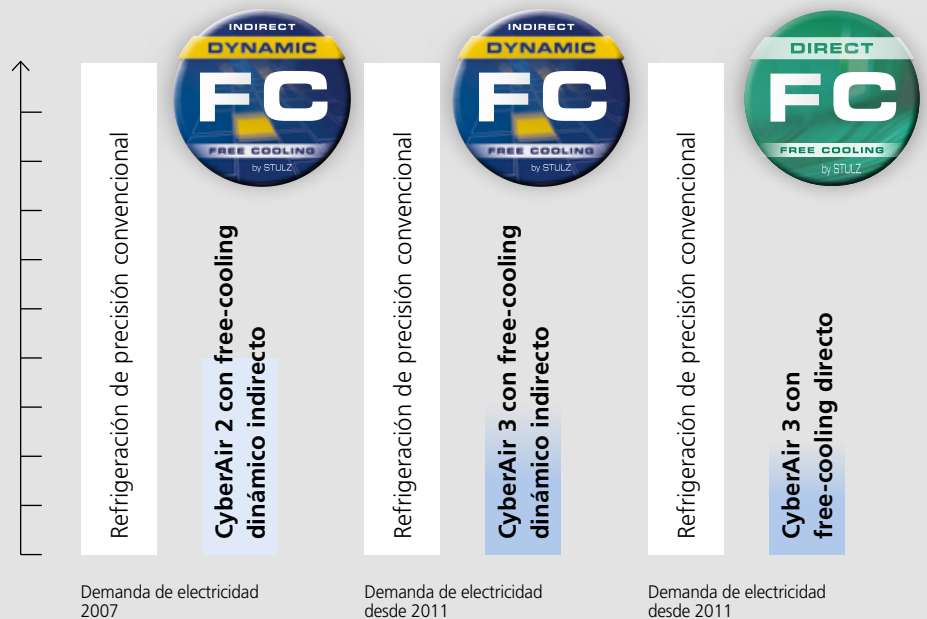 INDIRECT
DYNAMIC
FC
FREE COOLING
by STULZ
INDIRECT
DYNAMIC
FC
FREE COOLING
by STULZ
DIRECT
FC
FREE COOLING
by STULZ
Refrigeración de precisión convencional
CyberAir 2 con free-cooling
dinámico indirecto
Refrigeración de precisión convencional
CyberAir 3 con free-cooling
dinámico indirecto
Refrigeración de precisión convencional
CyberAir 3 con
free-cooling directo
Demanda de electricidad
2007
Demanda de electricidad
desde 2011
Demanda de electricidad
desde 2011